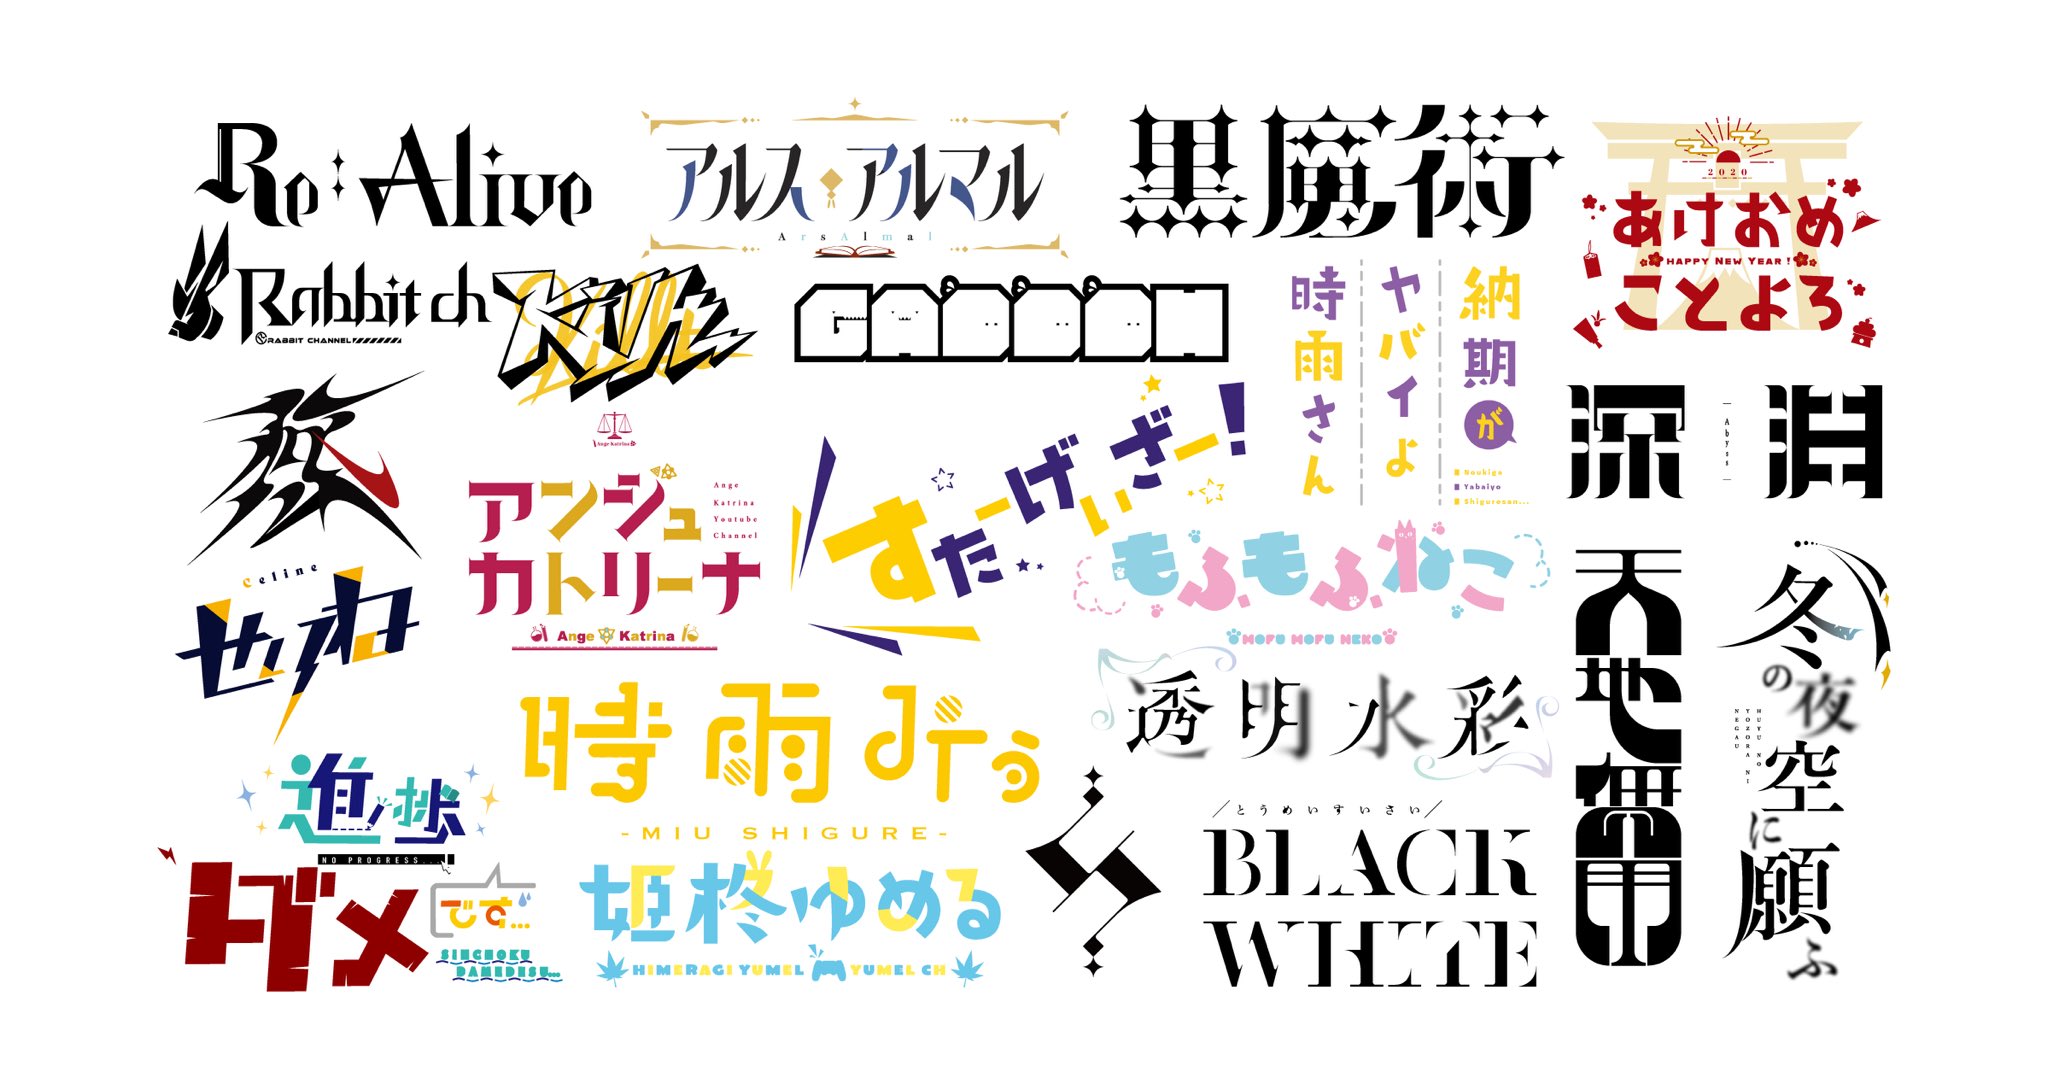 Re:Alive
アルス・アルマル
ArsAlmal
黒魔術
2020
あけおめ
HAPPY NEW YEAR!
ことよろ
Rabbit ch
RABBIT CHANNEL
納期が
ヤバイよ
時雨さん
Noukiga
Yabaiyo
Shiguresan...
深淵
Abyss
Ange Katrina
アンジュ
カトリーナ
Ange
Katrina
Youtube
Channel
Ange Katrina
すたーげいざー!
もふもふねこ
MOFU MOFU NEKO
Celine
せりね
天地無用
冬の夜空に願ふ
HUYU NO
YOZORA NI
NEGAU
時雨みう
-MIU SHIGURE-
透明水彩
とうめいすいさい
BLACK
WHITE
進捗
NO PROGRESS...
ダメ
です...
SINCHOKU
DAMEDESU...
姫柊ゆめる
HIMERAGI YUMEL YUMEL CH